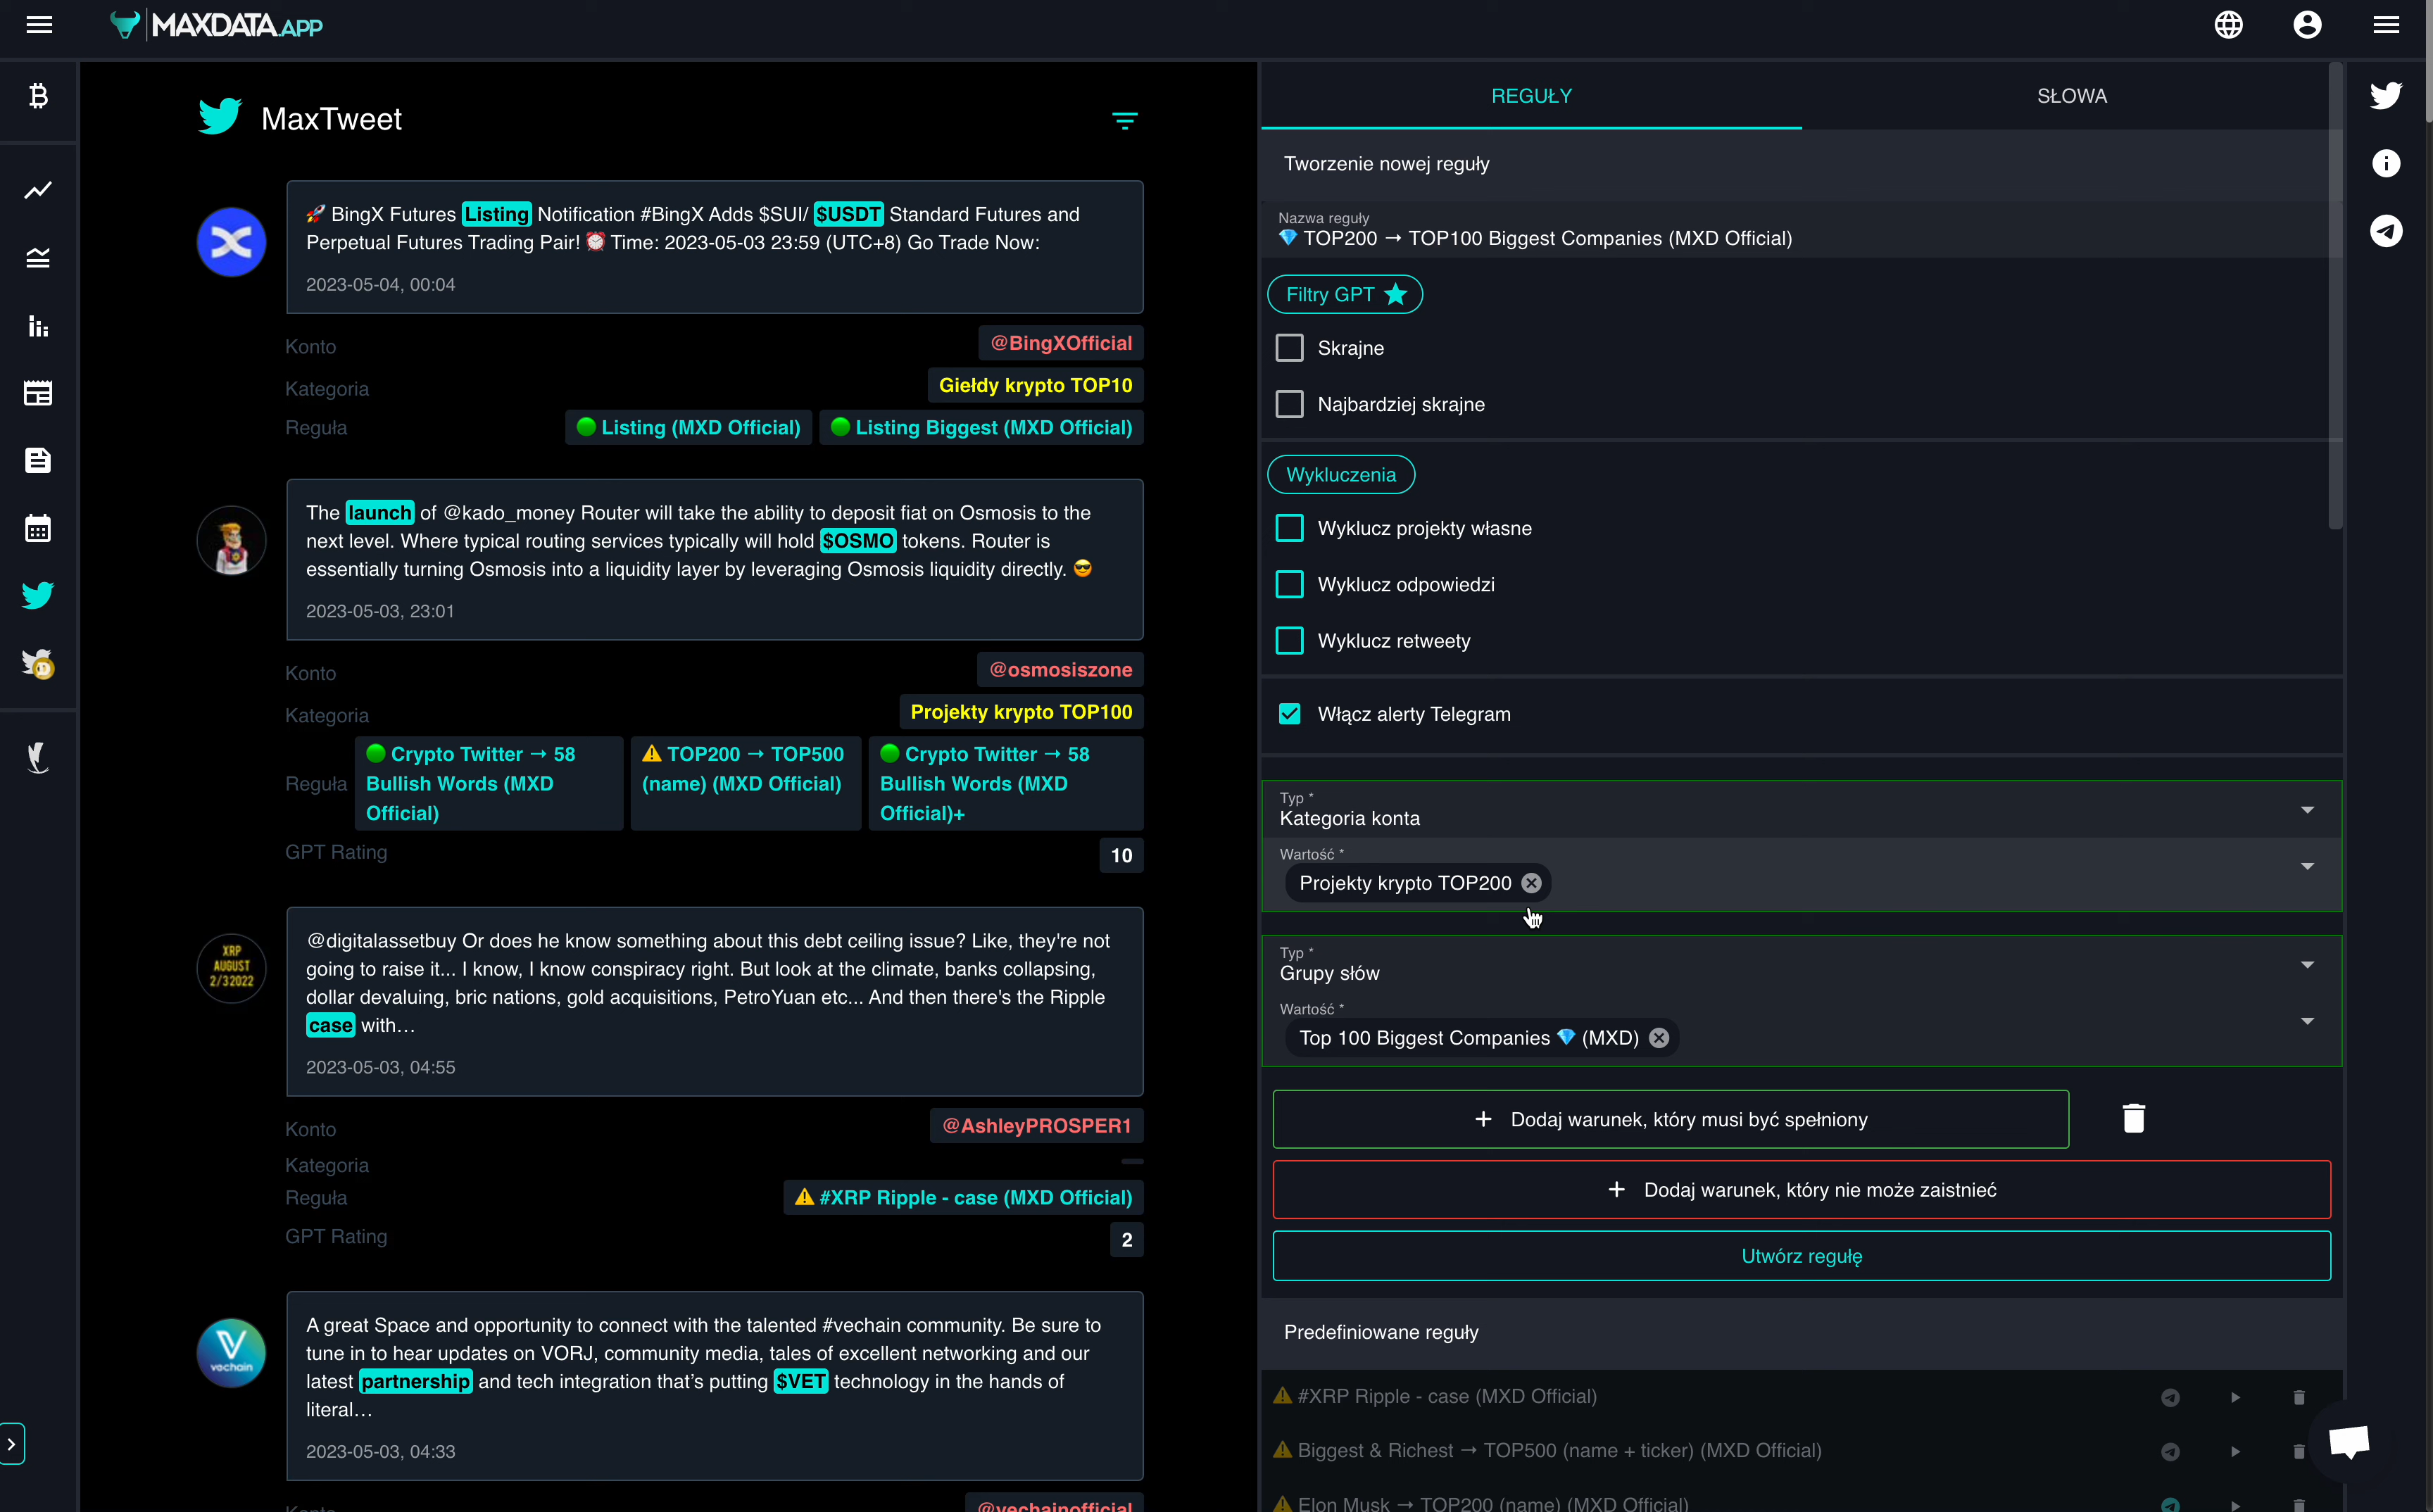 MAXDATA.APP
MaxTweet
🚀 BingX Futures Listing Notification #BingX Adds $SUI/ $USDT Standard Futures and
Perpetual Futures Trading Pair! ⏰ Time: 2023-05-03 23:59 (UTC+8) Go Trade Now:
2023-05-04, 00:04
Konto
@BingXOfficial
Kategoria
Giełdy krypto TOP10
Reguła
🟢 Listing (MXD Official)
🟢 Listing Biggest (MXD Official)
The launch of @kado_money Router will take the ability to deposit fiat on Osmosis to the
next level. Where typical routing services typically will hold $OSMO tokens. Router is
essentially turning Osmosis into a liquidity layer by leveraging Osmosis liquidity directly. 😎
2023-05-03, 23:01
Konto
@osmosiszone
Kategoria
Projekty krypto TOP100
Reguła
🟢 Crypto Twitter → 58
Bullish Words (MXD
Official)
⚠️ TOP200 → TOP500
(name) (MXD Official)
🟢 Crypto Twitter → 58
Bullish Words (MXD
Official)+
GPT Rating
10
XRP
AUGUST
2/32022
@digitalassetbuy Or does he know something about this debt ceiling issue? Like, they're not
going to raise it... I know, I know conspiracy right. But look at the climate, banks collapsing,
dollar devaluing, bric nations, gold acquisitions, PetroYuan etc... And then there's the Ripple
case with…
2023-05-03, 04:55
Konto
@AshleyPROSPER1
Kategoria
Reguła
⚠️ #XRP Ripple - case (MXD Official)
GPT Rating
2
vechain
A great Space and opportunity to connect with the talented #vechain community. Be sure to
tune in to hear updates on VORJ, community media, tales of excellent networking and our
latest partnership and tech integration that's putting $VET technology in the hands of
literal…
2023-05-03, 04:33
Konto
@vechainofficial
REGUŁY
SŁOWA
Tworzenie nowej reguły
Nazwa reguły
💎 TOP200 → TOP100 Biggest Companies (MXD Official)
Filtry GPT
Skrajne
Najbardziej skrajne
Wykluczenia
Wyklucz projekty własne
Wyklucz odpowiedzi
Wyklucz retweety
Włącz alerty Telegram
Typ *
Kategoria konta
Wartość *
Projekty krypto TOP200
Typ *
Grupy słów
Wartość *
Top 100 Biggest Companies 💎 (MXD)
+ Dodaj warunek, który musi być spełniony
+ Dodaj warunek, który nie może zaistnieć
Utwórz regułę
Predefiniowane reguły
⚠️ #XRP Ripple - case (MXD Official)
⚠️ Biggest & Richest → TOP500 (name + ticker) (MXD Official)
⚠️ Elon Musk → TOP200 (name) (MXD Official)